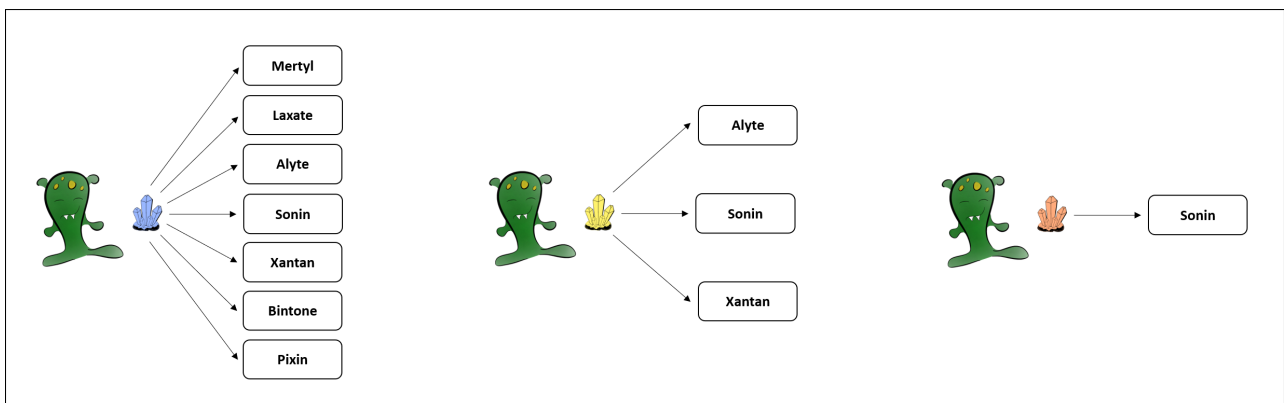 Mertyl
Laxate
Alyte
Sonin
Xantan
Bintone
Pixin
Alyte
Sonin
Xantan
Sonin